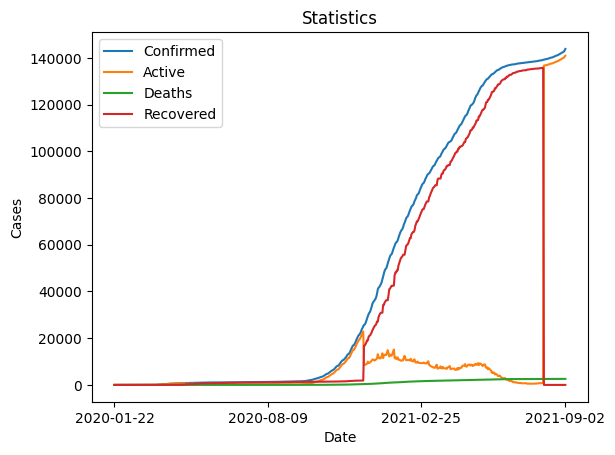 Statistics
Confirmed
Active
Deaths
Recovered
140000
120000
100000
80000
60000
40000
20000
0
Cases
2020-01-22 2020-08-09 2021-02-25 2021-09-02
Date